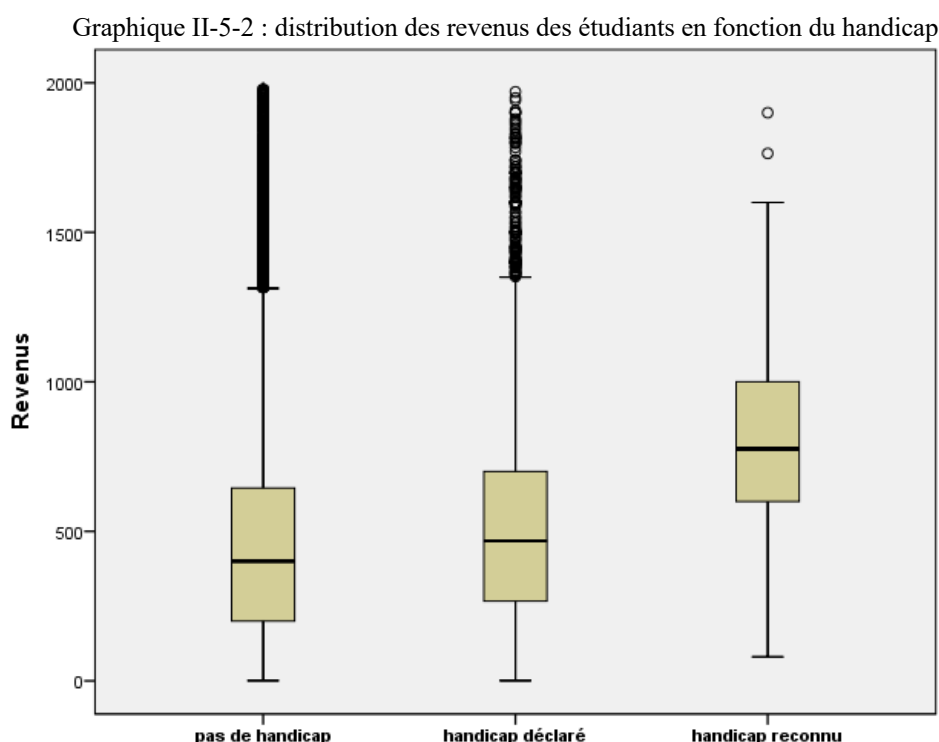 Graphique II-5-2 : distribution des revenus des étudiants en fonction du handicap
2000
1500
1000
500
0
Revenus
pas de handicap
handicap déclaré
handicap reconnu